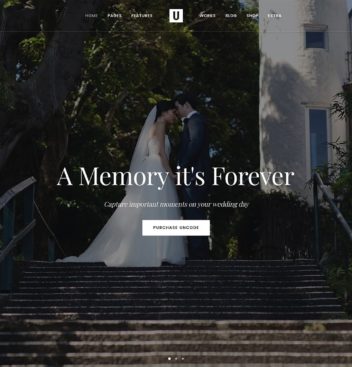 HOME PAGES FEATURES U WORKS BLOG SHOP EXTRA
A Memory it's Forever
Capture important moments on your wedding day
PURCHASE UNCODE